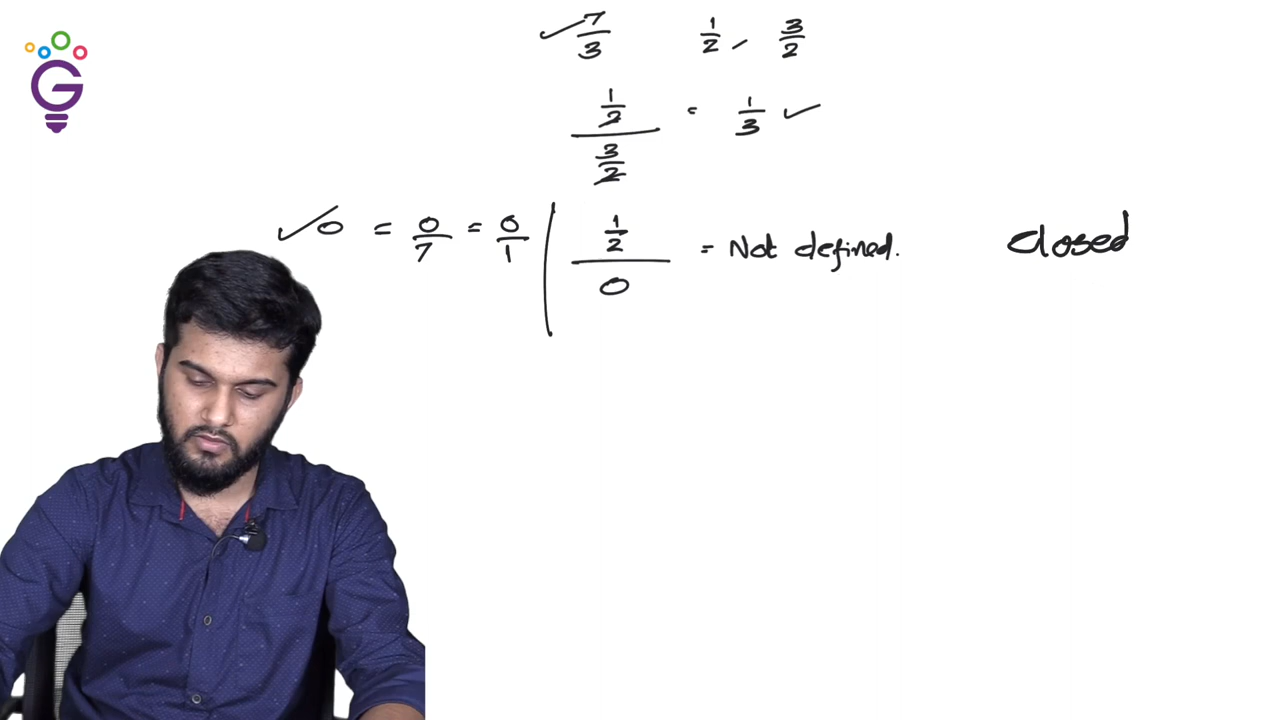 7/3 1/2, 3/2
(1/2)/(3/2) = 1/3 ✓
✓0 = 0/7 = 0/1 | (1/2)/0 = Not defined. Closed
G